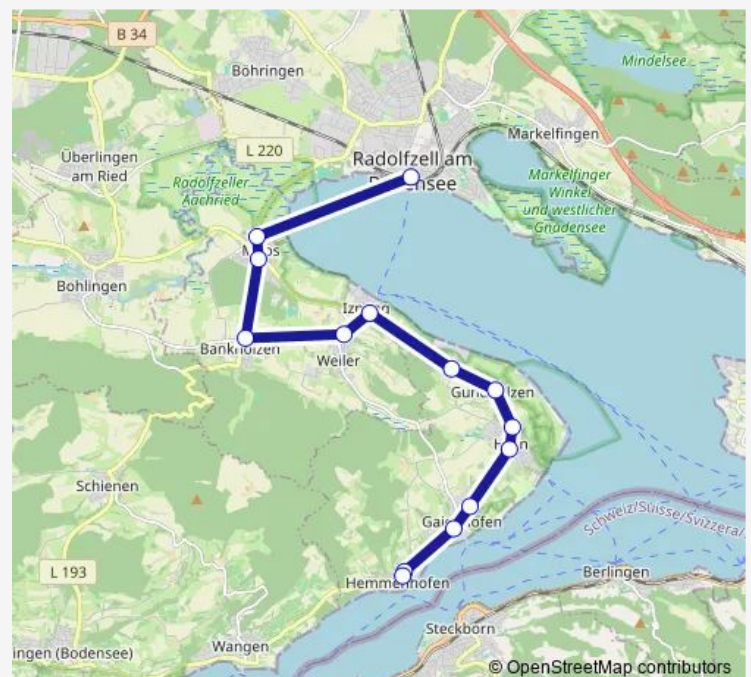 B 34
Böhringen
Mindelsee
Markelfingen
L 220
Überlingen
am Ried
Radolfzell am
Radolfzeller
Aachried
Markelfinger
Winkel
und westlicher
Gnadensee
Bohlingen
Bankholzen
Weiler
Schienen
Schweiz/Suisse/Svizzera/
L 193
Hemmenhofen
Berlingen
Steckborn
Wangen
ingen (Bodensee)
© OpenStreetMap contributors